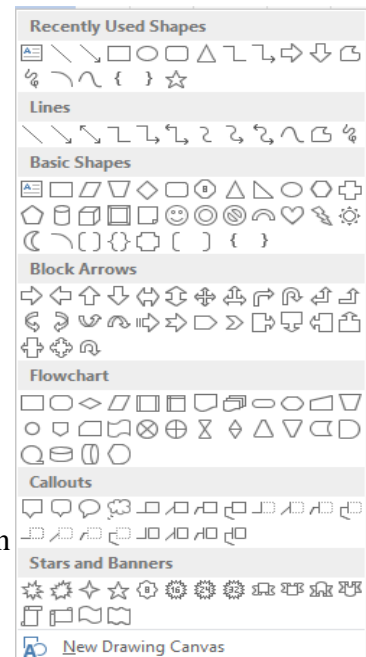 Recently Used Shapes
Lines
Basic Shapes
Block Arrows
Flowchart
Callouts
Stars and Banners
New Drawing Canvas